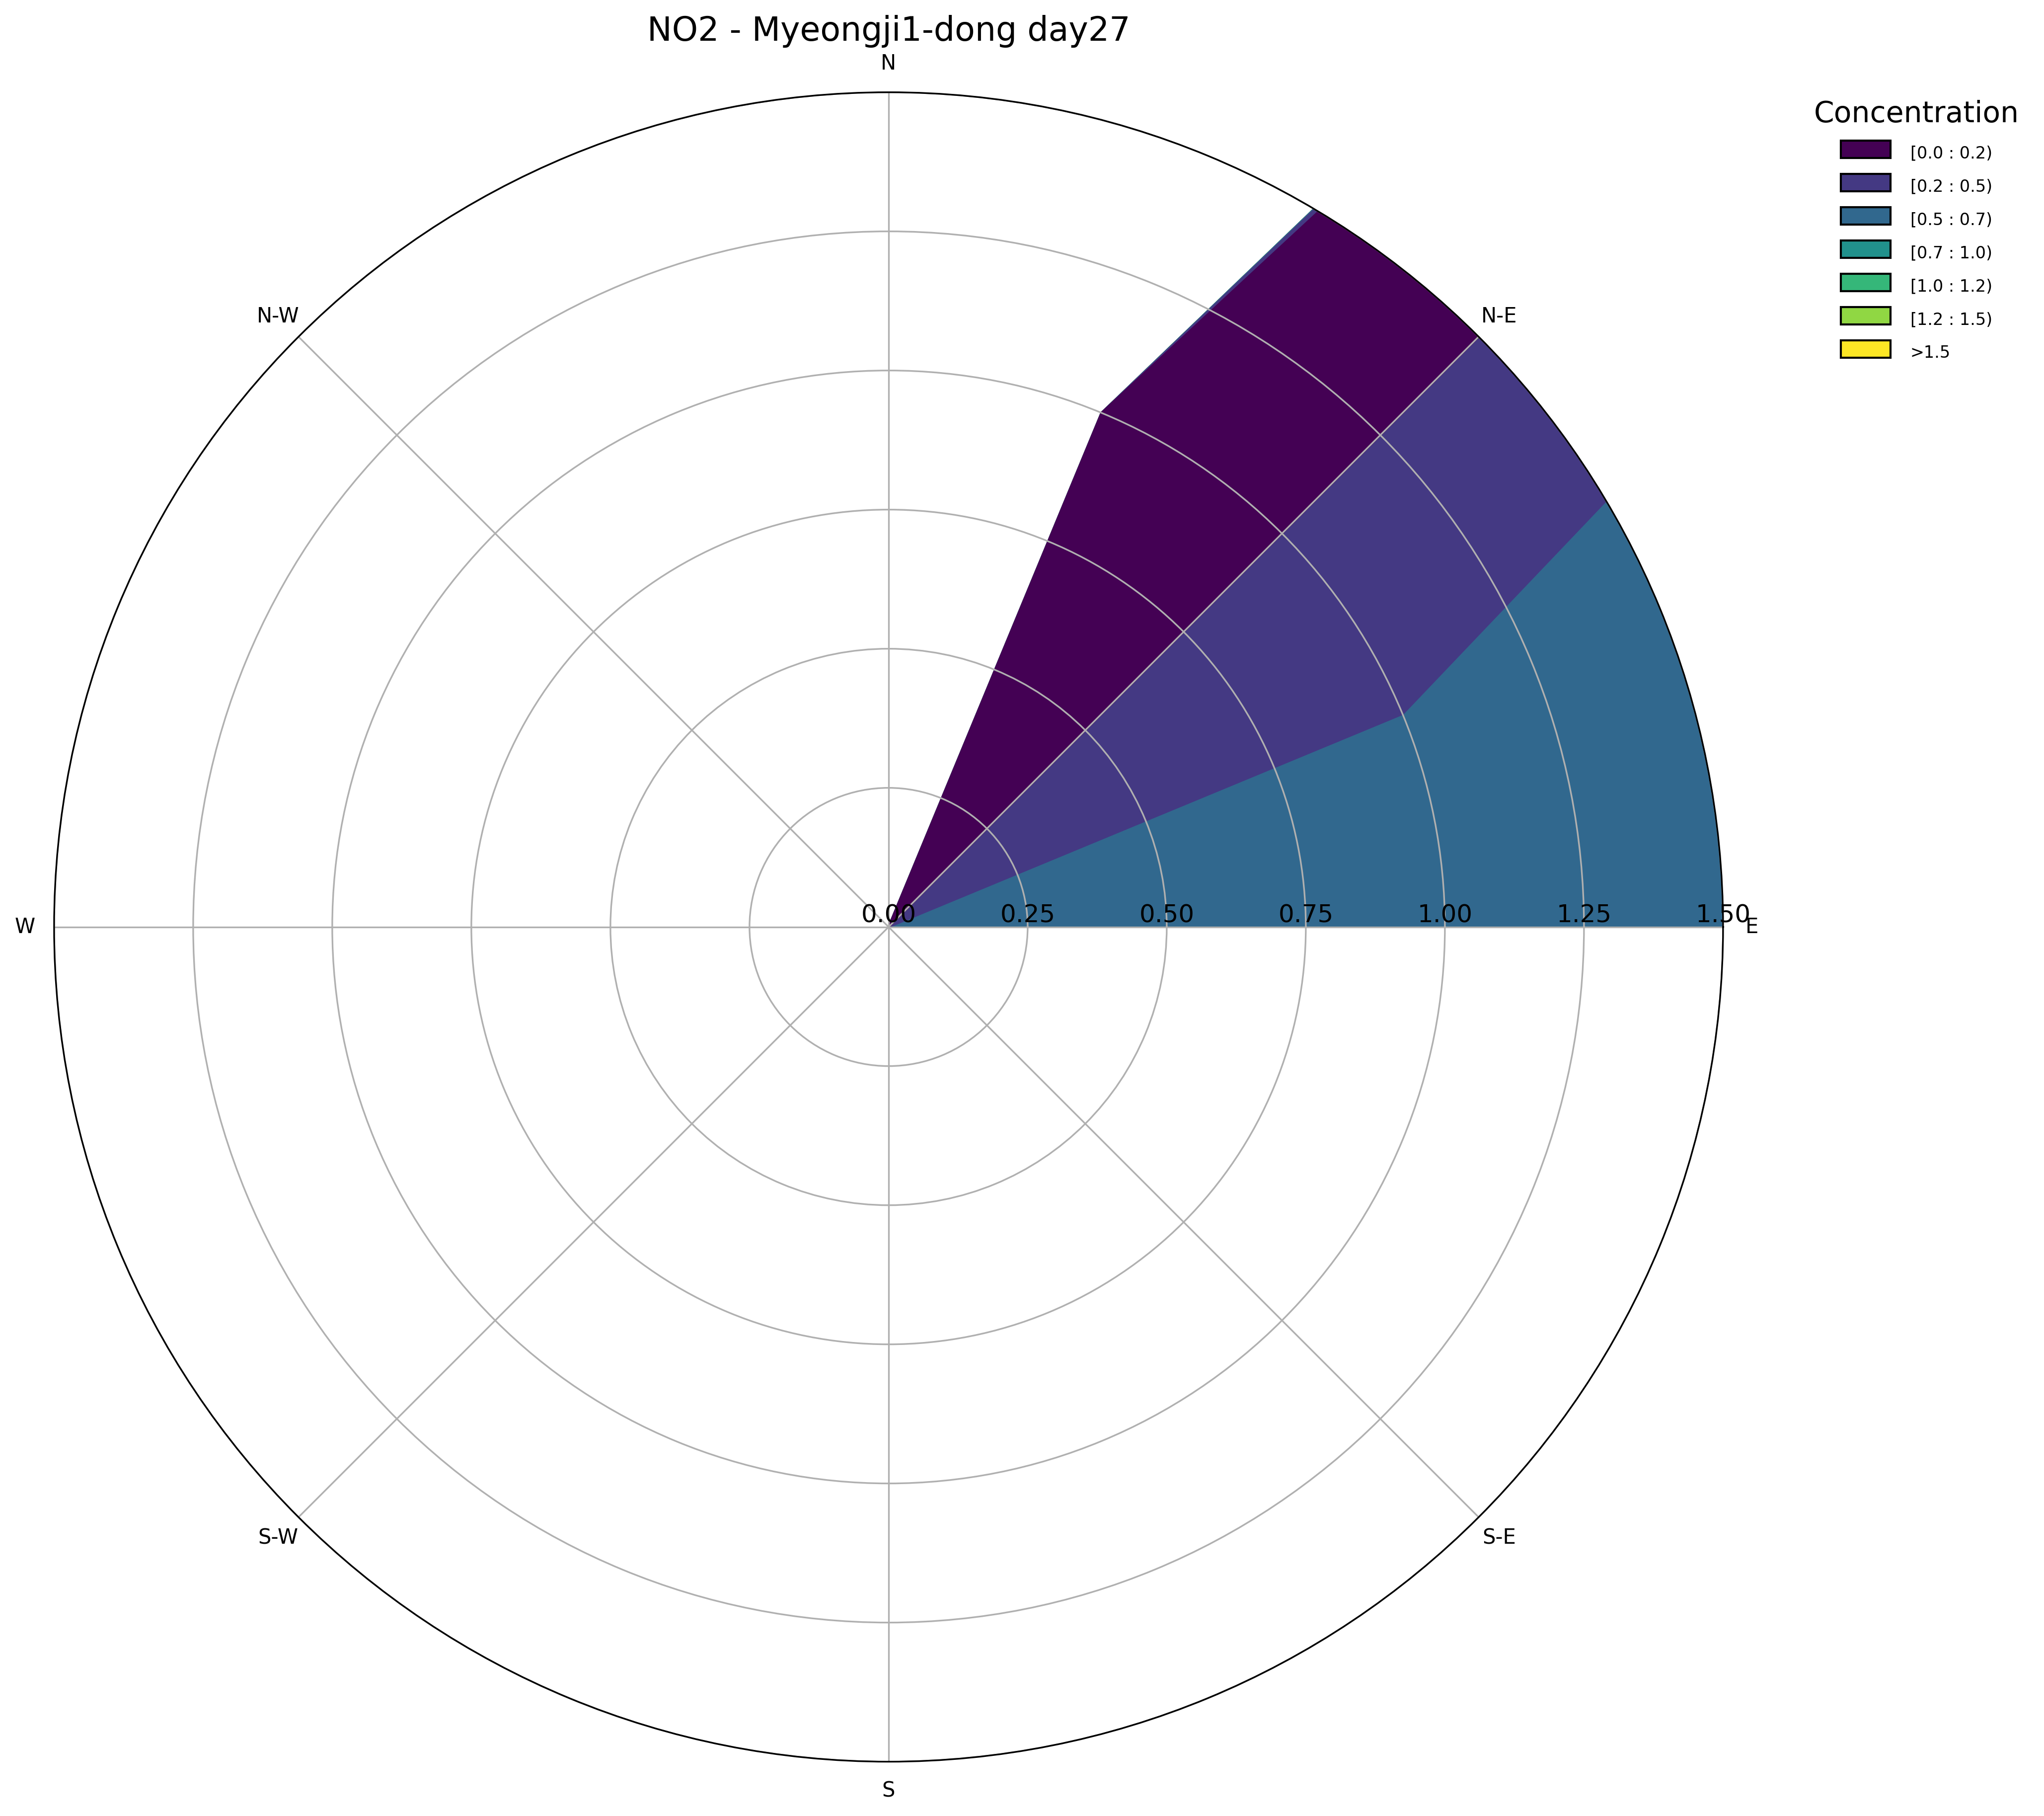 NO2 - Myeongji1-dong day27
N
Concentration
[0.0 : 0.2)
[0.2 : 0.5)
[0.5 : 0.7)
[0.7 : 1.0)
[1.0 : 1.2)
[1.2 : 1.5)
>1.5
N-W
N-E
0.00 0.25 0.50 0.75 1.00 1.25 1.50
W
E
S-W
S-E
S